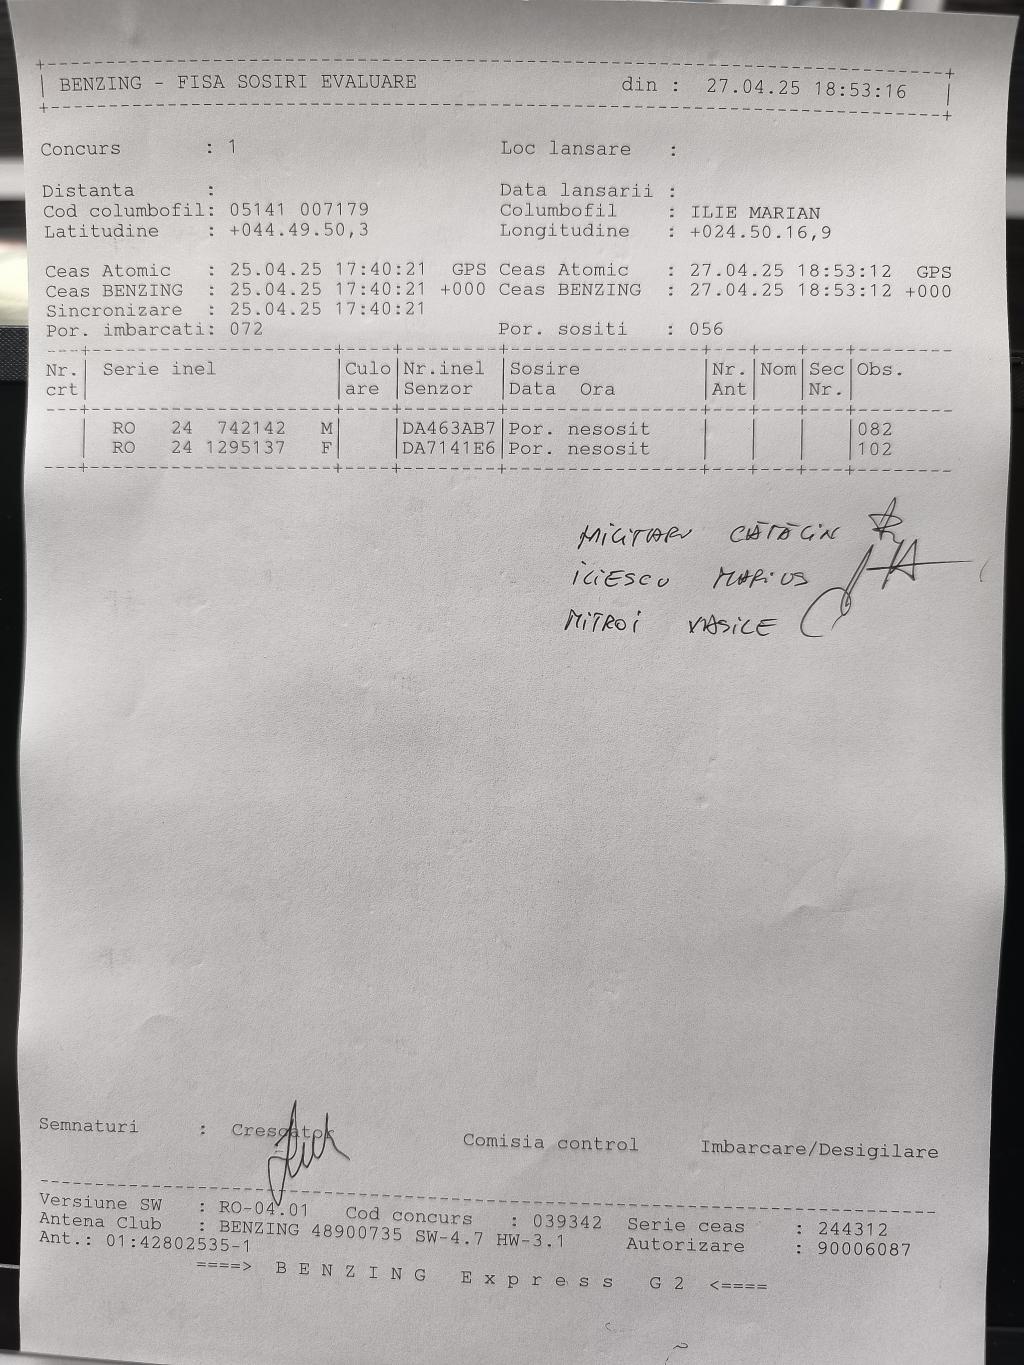 BENZING - FISA SOSIRI EVALUARE din : 27.04.25 18:53:16
Concurs : 1 Loc lansare :
Distanta : Data lansarii :
Cod columbofil: 05141 007179 Columbofil : ILIE MARIAN
Latitudine : +044.49.50,3 Longitudine : +024.50.16,9
Ceas Atomic : 25.04.25 17:40:21 GPS Ceas Atomic : 27.04.25 18:53:12 GPS
Ceas BENZING : 25.04.25 17:40:21 +000 Ceas BENZING : 27.04.25 18:53:12 +000
Sincronizare : 25.04.25 17:40:21
Por. imbarcati: 072 Por. sositi : 056
Nr. Serie inel Culo Nr.inel Sosire Nr. Nom Sec Obs.
crt are Senzor Data Ora Ant Nr.
RO 24 742142 M DA463AB7 Por. nesosit 082
RO 24 1295137 F DA7141E6 Por. nesosit 102
MILITARU CĂTĂLIN
ILIESCU MARIUS
MITROI VASILE
Semnaturi : Crescator Comisia control Imbarcare/Desigilare
Versiune SW : RO-04.01 Cod concurs : 039342 Serie ceas : 244312
Antena Club : BENZING 48900735 SW-4.7 HW-3.1 Autorizare : 90006087
Ant.: 01:42802535-1
====> B E N Z I N G E x p r e s s G 2 <====